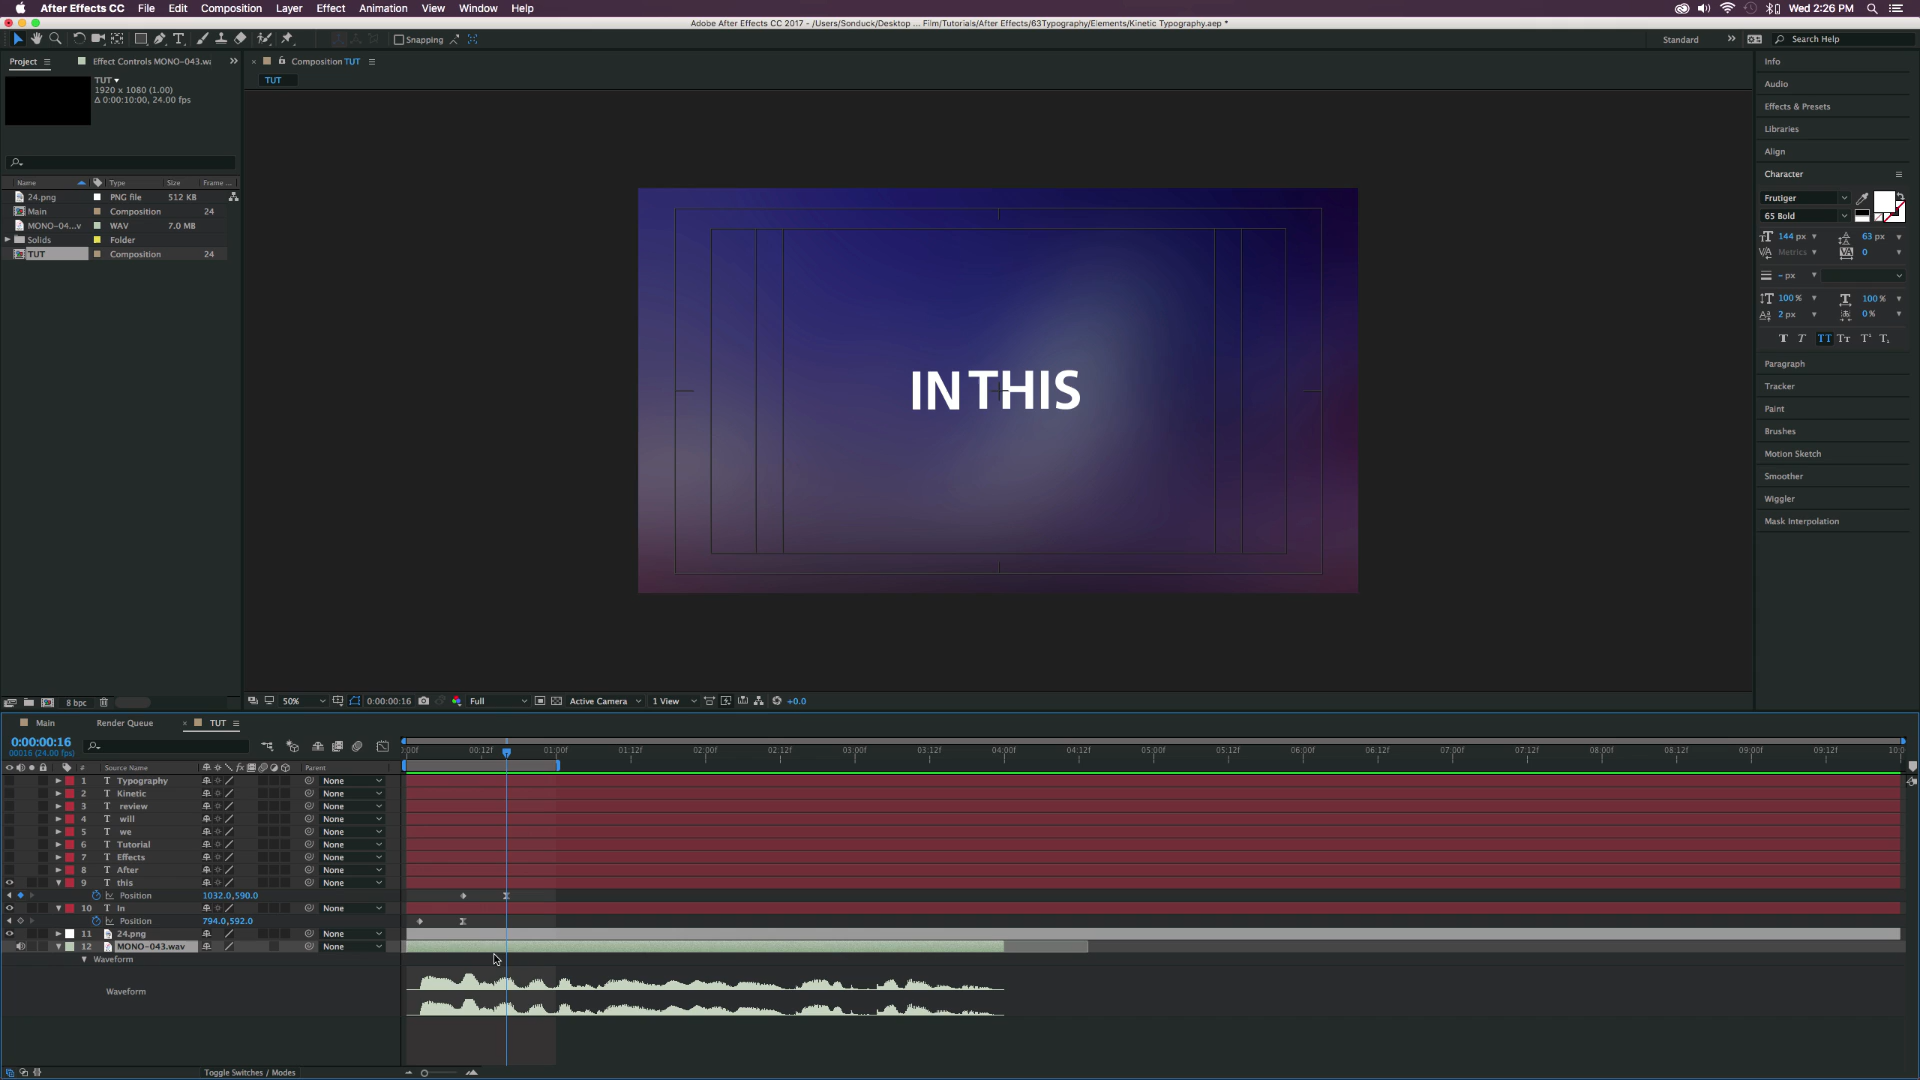 After Effects CC File Edit Composition Layer Effect Animation View Window Help Wed 2:26 PM
Adobe After Effects CC 2017 - /Users/Sonduck/Desktop ... Film/Tutorials/After Effects/63Typography/Elements/Kinetic Typography.aep *
Snapping Standard Search Help
Project Effect Controls MONO-043.wa Composition TUT Info
TUT
1920 x 1080 (1.00)
Δ 0:00:10:00, 24.00 fps
TUT
Audio
Effects & Presets
Libraries
Align
Character
Name Type Size Frame ...
24.png PNG file 512 KB
Main Composition 24
MONO-04...v WAV 7.0 MB
Solids Folder
TUT Composition 24
Frutiger
65 Bold
144 px 63 px
Metrics 0
- px
100 % 100 %
2 px 0 %
T T TT Tт T¹ T₁
Paragraph
Tracker
Paint
Brushes
Motion Sketch
Smoother
Wiggler
Mask Interpolation
IN THIS
8 bpc 50% 0:00:00:16 Full Active Camera 1 View +0.0
Main Render Queue TUT
0:00:00:16
00016 (24.00 fps)
0:00f 00:12f 01:00f 01:12f 02:00f 02:12f 03:00f 03:12f 04:00f 04:12f 05:00f 05:12f 06:00f 06:12f 07:00f 07:12f 08:00f 08:12f 09:00f 09:12f 10:0
# Source Name fx Parent
1 T Typography None
2 T Kinetic None
3 T review None
4 T will None
5 T we None
6 T Tutorial None
7 T Effects None
8 T After None
9 T this None
Position 1032.0,590.0
10 T In None
Position 794.0,592.0
11 24.png None
12 MONO-043.wav None
Waveform
Waveform
Toggle Switches / Modes